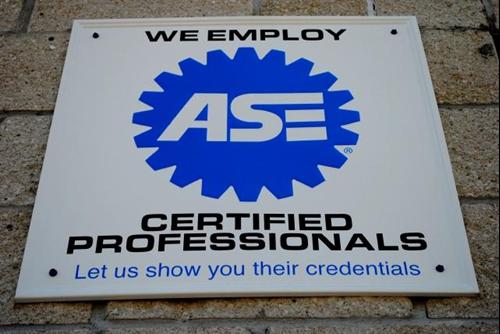 WE EMPLOY
ASE®
CERTIFIED
PROFESSIONALS
Let us show you their credentials